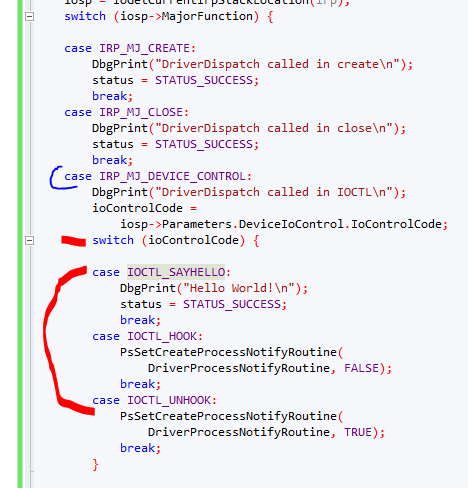 iosp = IoGetCurrentIrpStackLocation(irp);
switch (iosp->MajorFunction) {
case IRP_MJ_CREATE:
DbgPrint("DriverDispatch called in create\n");
status = STATUS_SUCCESS;
break;
case IRP_MJ_CLOSE:
DbgPrint("DriverDispatch called in close\n");
status = STATUS_SUCCESS;
break;
case IRP_MJ_DEVICE_CONTROL:
DbgPrint("DriverDispatch called in IOCTL\n");
ioControlCode =
iosp->Parameters.DeviceIoControl.IoControlCode;
switch (ioControlCode) {
case IOCTL_SAYHELLO:
DbgPrint("Hello World!\n");
status = STATUS_SUCCESS;
break;
case IOCTL_HOOK:
PsSetCreateProcessNotifyRoutine(
DriverProcessNotifyRoutine, FALSE);
break;
case IOCTL_UNHOOK:
PsSetCreateProcessNotifyRoutine(
DriverProcessNotifyRoutine, TRUE);
break;
}